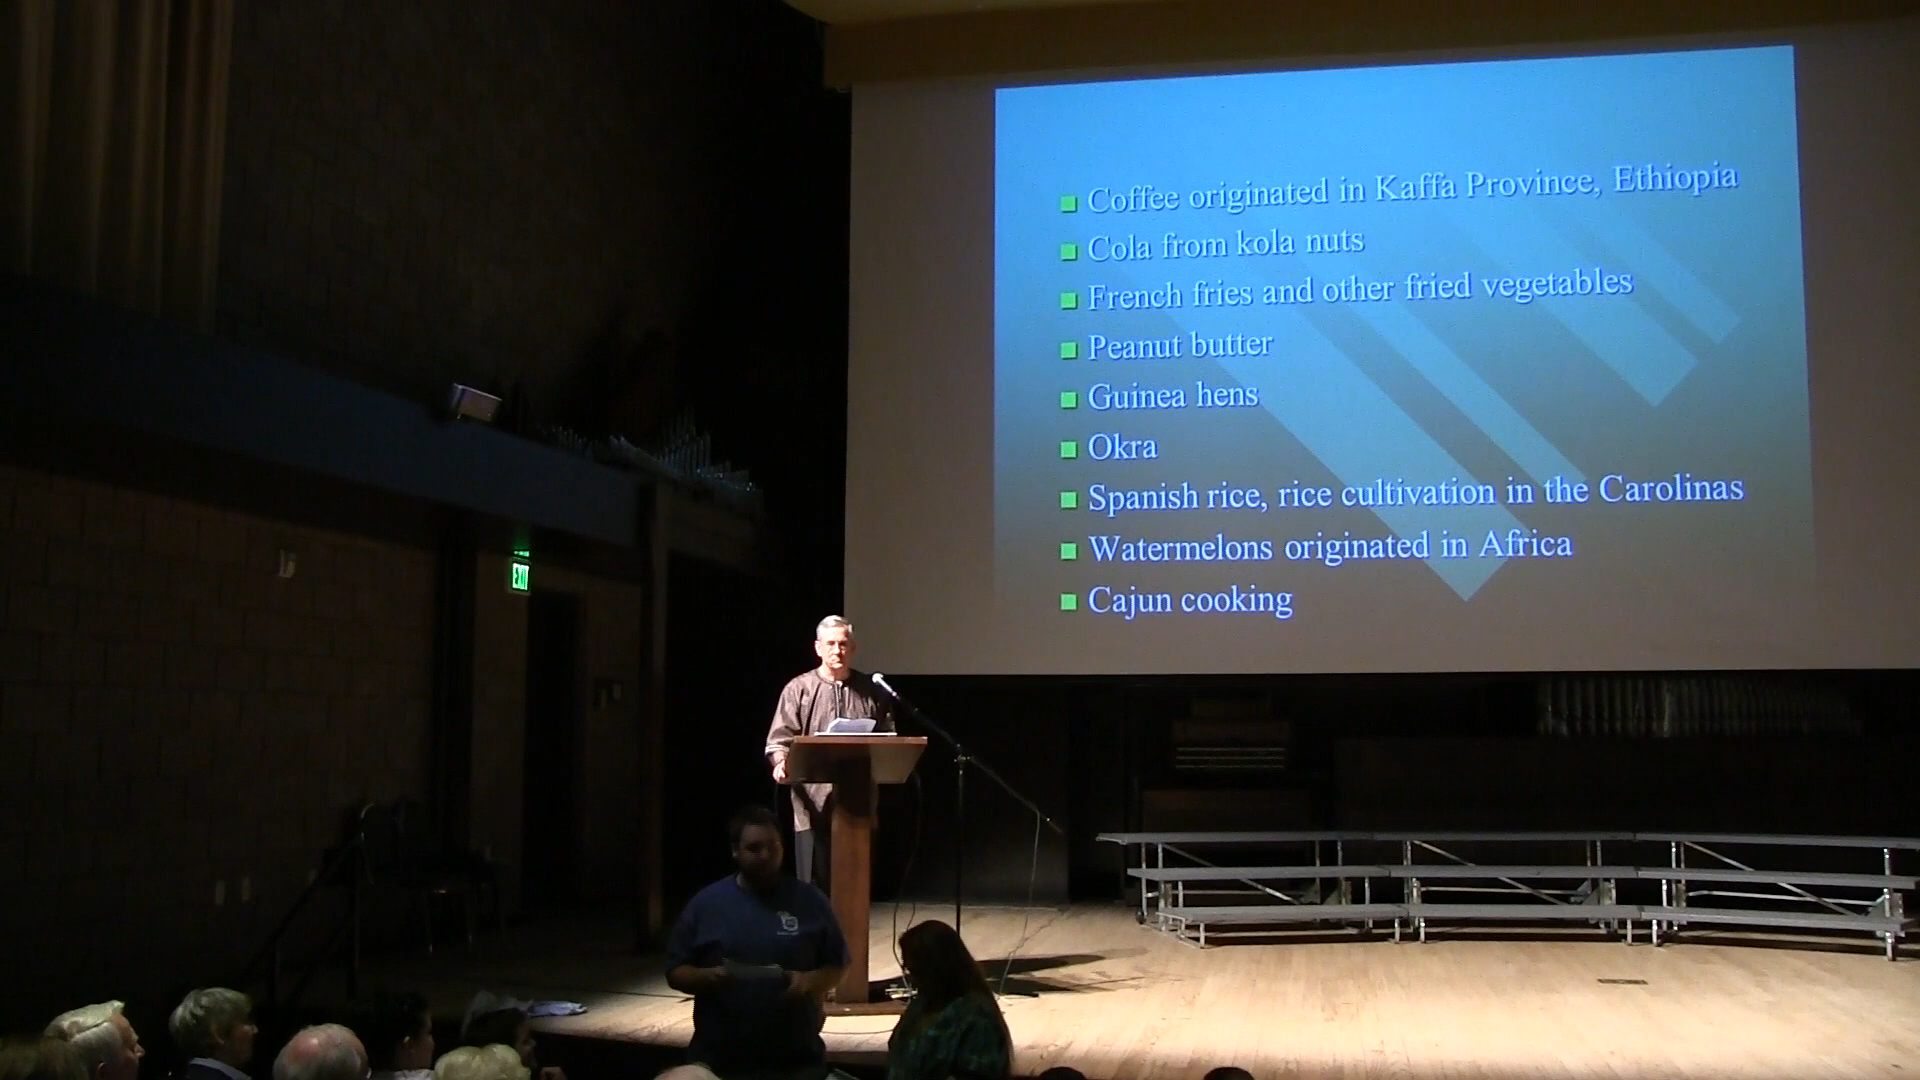 Coffee originated in Kaffa Province, Ethiopia
Cola from kola nuts
French fries and other fried vegetables
Peanut butter
Guinea hens
Okra
Spanish rice, rice cultivation in the Carolinas
Watermelons originated in Africa
Cajun cooking
EXIT